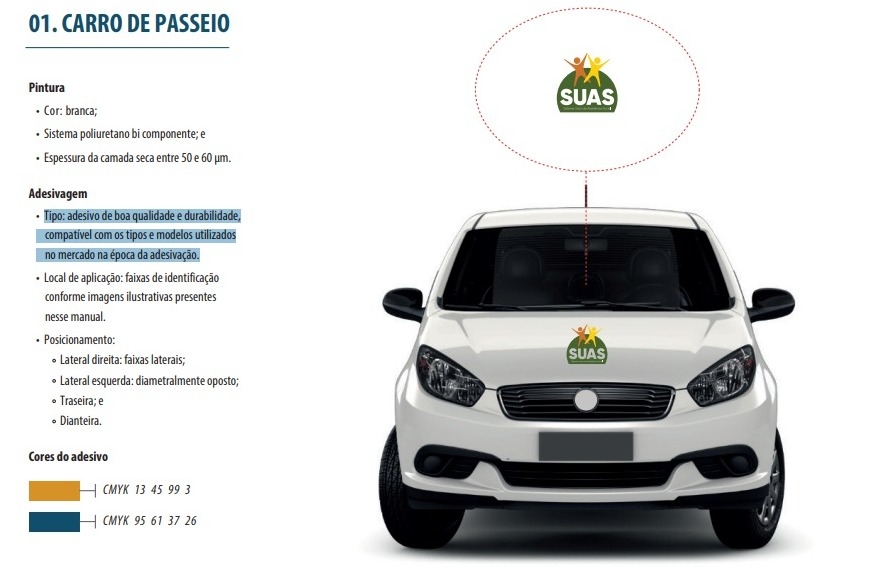 01. CARRO DE PASSEIO
Pintura
• Cor: branca;
• Sistema poliuretano bi componente; e
• Espessura da camada seca entre 50 e 60 µm.
Adesivagem
• Tipo: adesivo de boa qualidade e durabilidade,
compatível com os tipos e modelos utilizados
no mercado na época da adesivação.
• Local de aplicação: faixas de identificação
conforme imagens ilustrativas presentes
nesse manual.
• Posicionamento:
Lateral direita: faixas laterais;
Lateral esquerda: diametralmente oposto;
Traseira; e
Dianteira.
Cores do adesivo
CMYK 13 45 99 3
CMYK 95 61 37 26
SUAS
SUAS